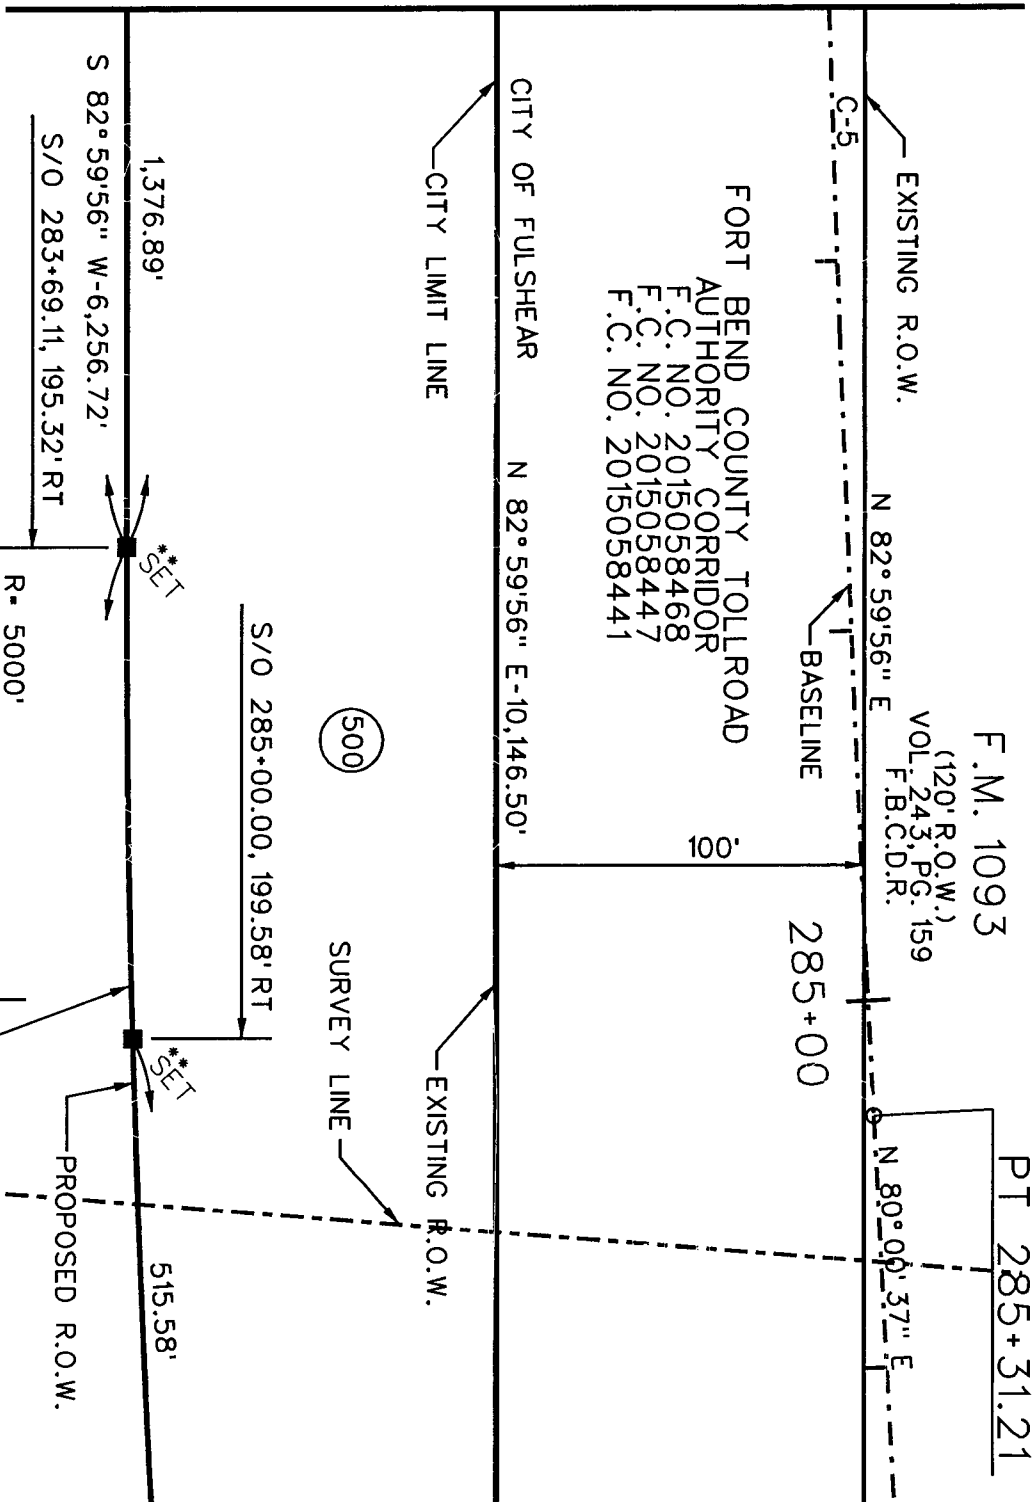 F.M. 1093
(120' R.O.W.)
VOL. 243, PG. 159
F.B.C.D.R.
PT 285+31.21
EXISTING R.O.W.
N 82°59'56" E
N 80°00'37" E
C-5
BASELINE
285+00
FORT BEND COUNTY TOLLROAD
AUTHORITY CORRIDOR
F.C. NO. 2015058468
F.C. NO. 2015058447
F.C. NO. 2015058441
100'
CITY OF FULSHEAR
N 82°59'56" E-10,146.50'
CITY LIMIT LINE
EXISTING R.O.W.
500
SURVEY LINE
S/O 285+00.00, 199.58' RT
1,376.89'
**
SET
**
SET
515.58'
S 82°59'56" W-6,256.72'
S/O 283+69.11, 195.32' RT
PROPOSED R.O.W.
R= 5000'